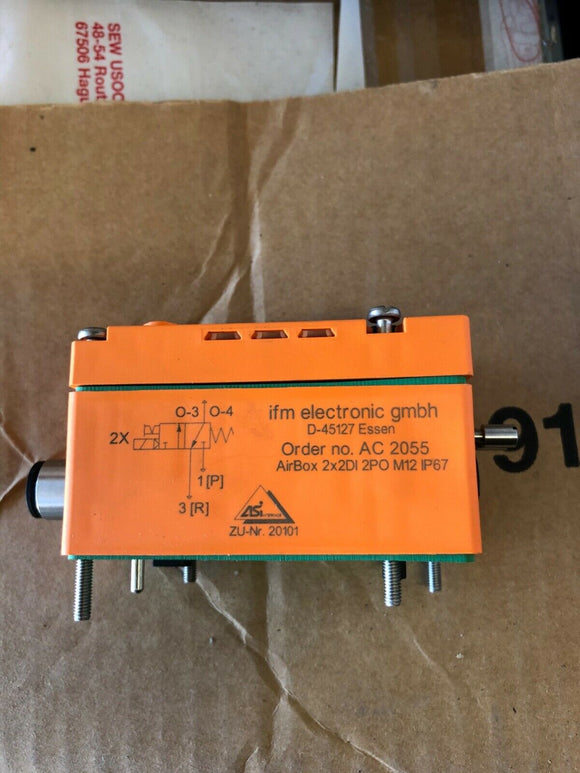 SEW USOC
48-54 Rout
67506 Hagu
ifm electronic gmbh
D-45127 Essen
Order no. AC 2055
AirBox 2x2DI 2PO M12 IP67
O-3 O-4
2X
1 [P]
3 [R]
ASi
ZU-Nr. 20101
91